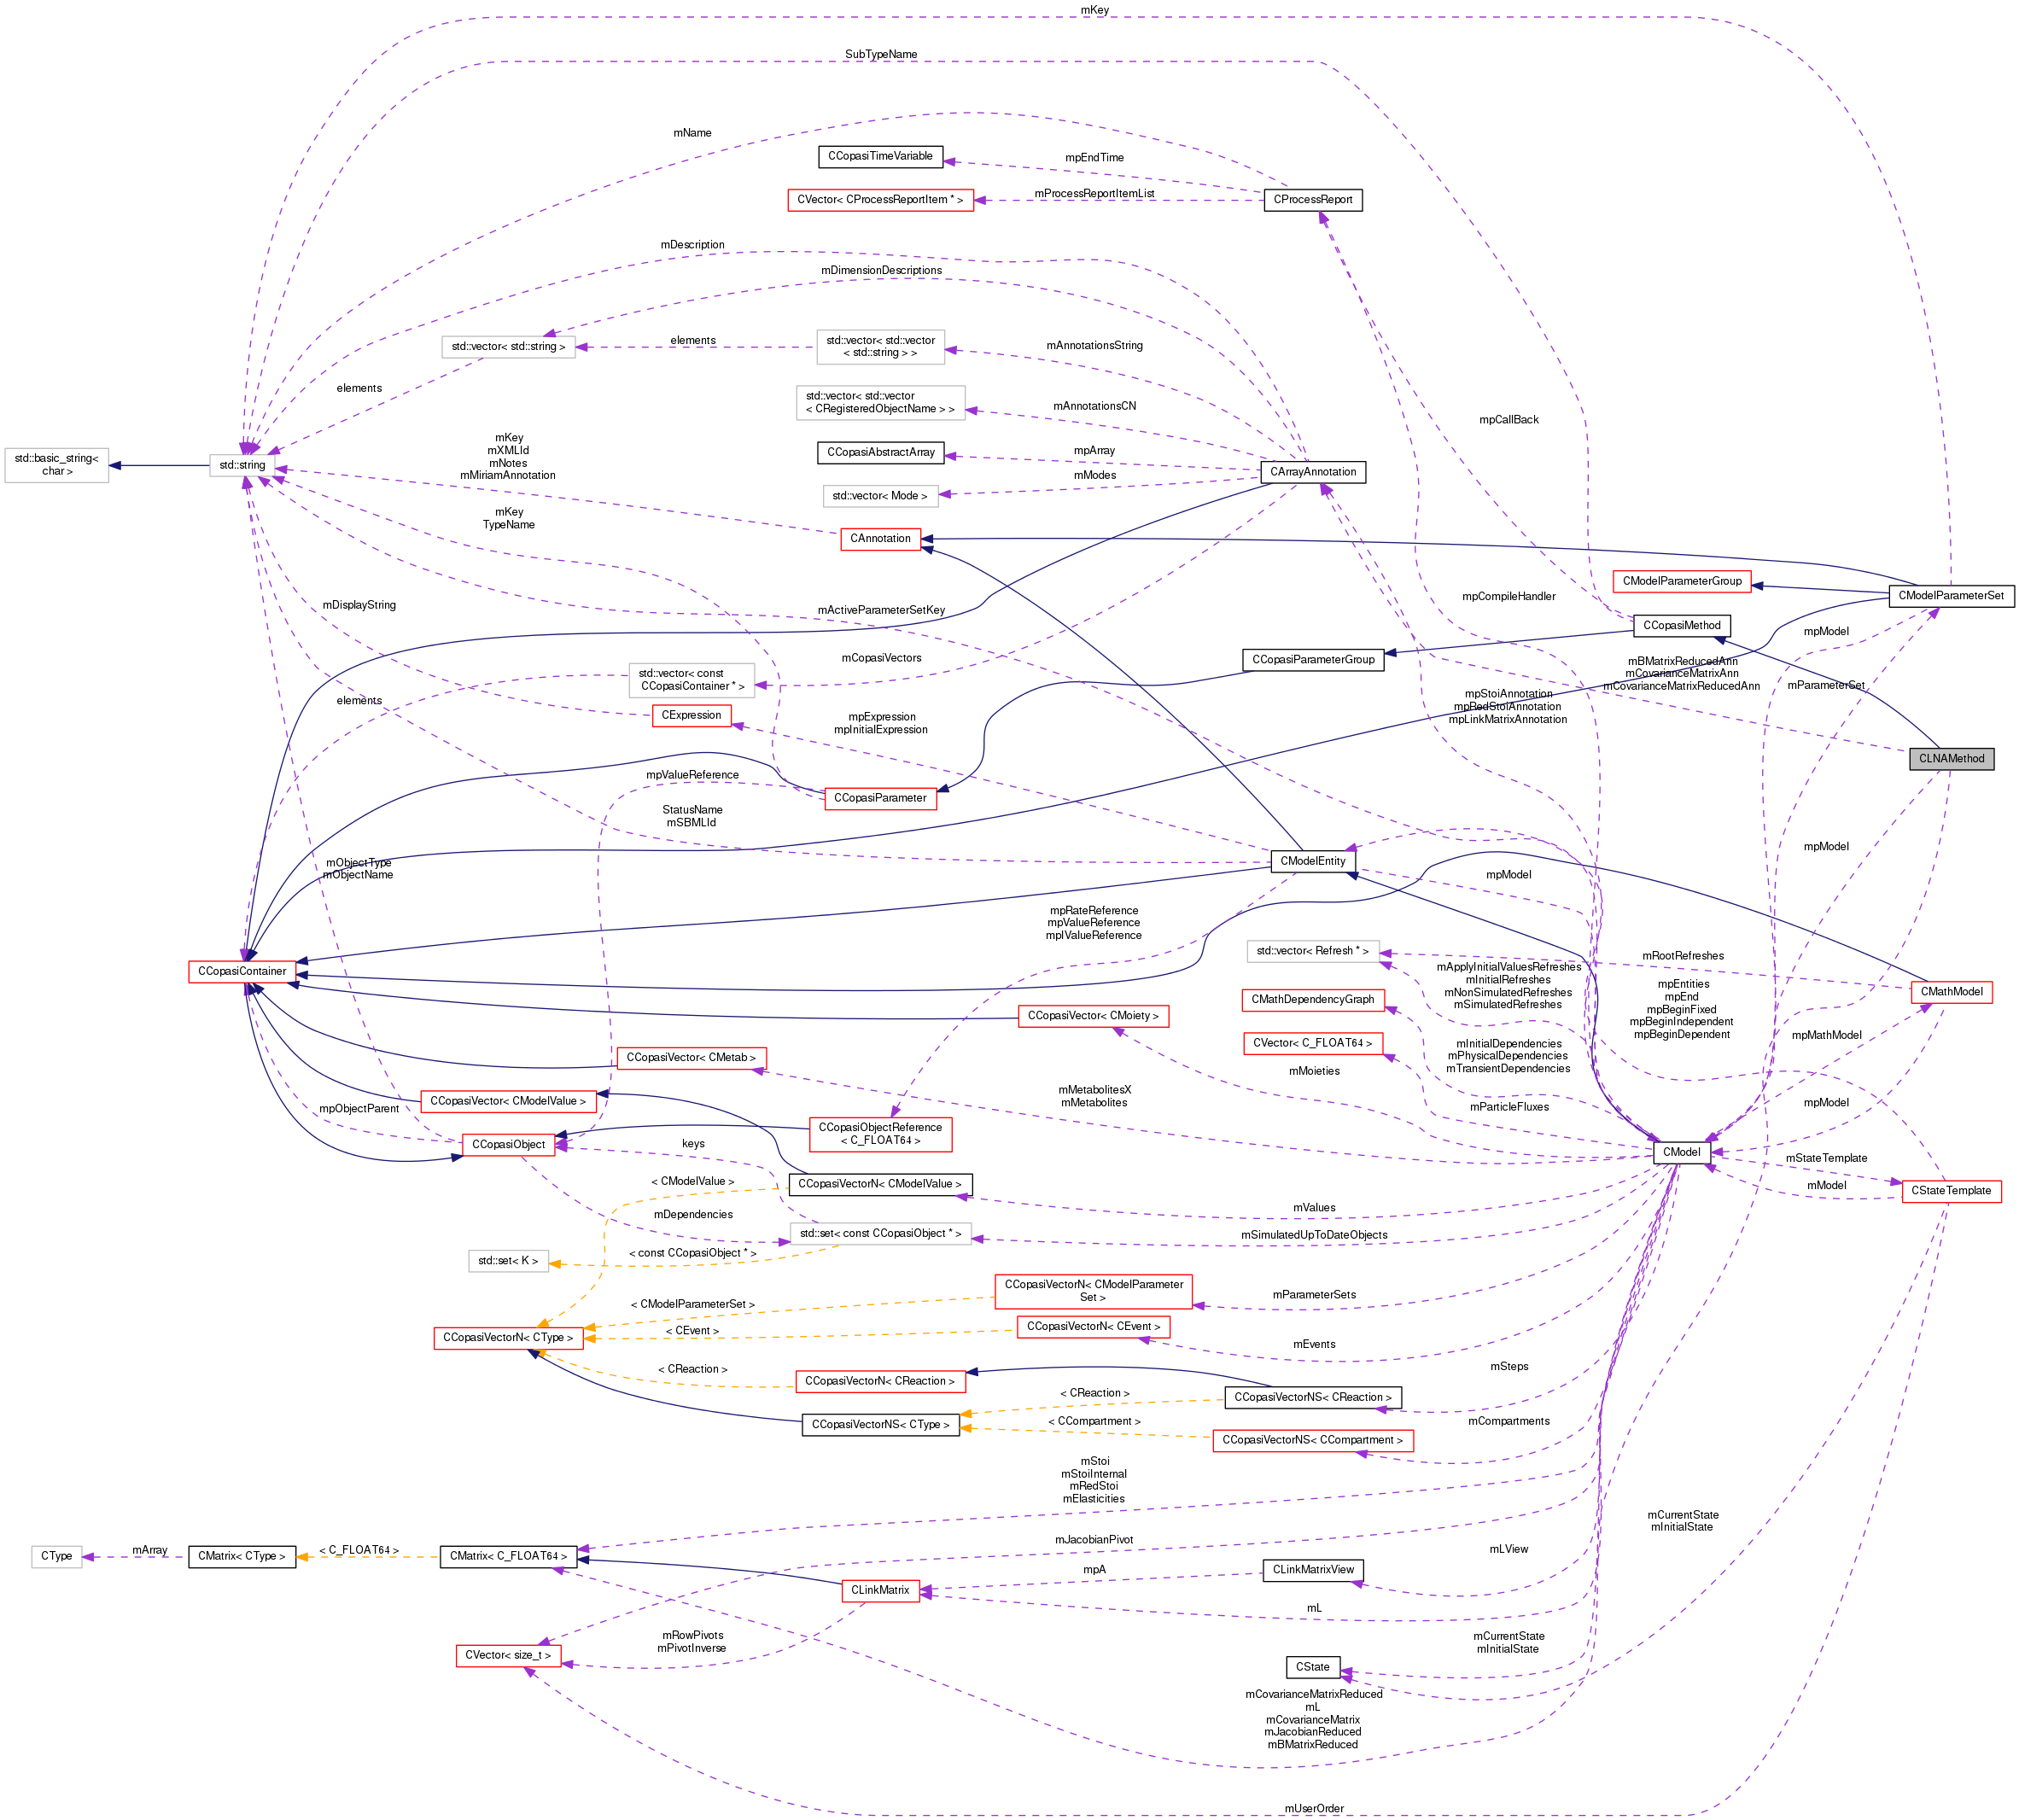 mKey
SubTypeName
mName
CCopasiTimeVariable
mpEndTime
CVector< CProcessReportItem * >
mProcessReportItemList
CProcessReport
mDescription
mDimensionDescriptions
std::vector< std::string >
elements
std::vector< std::vector
< std::string > >
mAnnotationsString
elements
std::vector< std::vector
< CRegisteredObjectName > >
mAnnotationsCN
mpCallBack
std::basic_string<
char >
std::string
mKey
mXMLId
mNotes
mMiriamAnnotation
CCopasiAbstractArray
mpArray
CArrayAnnotation
std::vector< Mode >
mModes
mKey
TypeName
CAnnotation
CModelParameterGroup
CModelParameterSet
mDisplayString
mActiveParameterSetKey
mpCompileHandler
CCopasiMethod
mpModel
mCopasiVectors
CCopasiParameterGroup
std::vector< const
CCopasiContainer * >
mBMatrixReducedAnn
mCovarianceMatrixAnn
mCovarianceMatrixReducedAnn
mParameterSet
elements
CExpression
mpExpression
mpInitialExpression
mpStoiAnnotation
mpRedStoiAnnotation
mpLinkMatrixAnnotation
CLNAMethod
mpValueReference
CCopasiParameter
StatusName
mSBMLId
mObjectType
mObjectName
CModelEntity
mpModel
mpModel
mpRateReference
mpValueReference
mpIValueReference
std::vector< Refresh * >
mRootRefreshes
CCopasiContainer
mApplyInitialValuesRefreshes
mInitialRefreshes
mNonSimulatedRefreshes
mSimulatedRefreshes
mpEntities
mpEnd
mpBeginFixed
mpBeginIndependent
mpBeginDependent
CMathModel
CMathDependencyGraph
CCopasiVector< CMoiety >
CVector< C_FLOAT64 >
mpMathModel
mInitialDependencies
mPhysicalDependencies
mTransientDependencies
CCopasiVector< CMetab >
mMoieties
mMetabolitesX
mMetabolites
mParticleFluxes
mpModel
CCopasiVector< CModelValue >
mpObjectParent
CCopasiObject
CCopasiObjectReference
< C_FLOAT64 >
keys
CModel
mStateTemplate
CStateTemplate
mModel
< CModelValue >
CCopasiVectorN< CModelValue >
mValues
mDependencies
std::set< const CCopasiObject * >
mSimulatedUpToDateObjects
std::set< K >
< const CCopasiObject * >
CCopasiVectorN< CModelParameter
Set >
mParameterSets
< CModelParameterSet >
CCopasiVectorN< CType >
< CEvent >
CCopasiVectorN< CEvent >
mEvents
< CReaction >
CCopasiVectorN< CReaction >
mSteps
CCopasiVectorNS< CReaction >
< CReaction >
CCopasiVectorNS< CType >
< CCompartment >
CCopasiVectorNS< CCompartment >
mCompartments
mStoi
mStoiInternal
mRedStoi
mElasticities
mCurrentState
mInitialState
CType
mArray
CMatrix< CType >
< C_FLOAT64 >
CMatrix< C_FLOAT64 >
mJacobianPivot
mLView
mpA
CLinkMatrixView
CLinkMatrix
mL
mRowPivots
mPivotInverse
CVector< size_t >
mCurrentState
mInitialState
CState
mCovarianceMatrixReduced
mL
mCovarianceMatrix
mJacobianReduced
mBMatrixReduced
mUserOrder